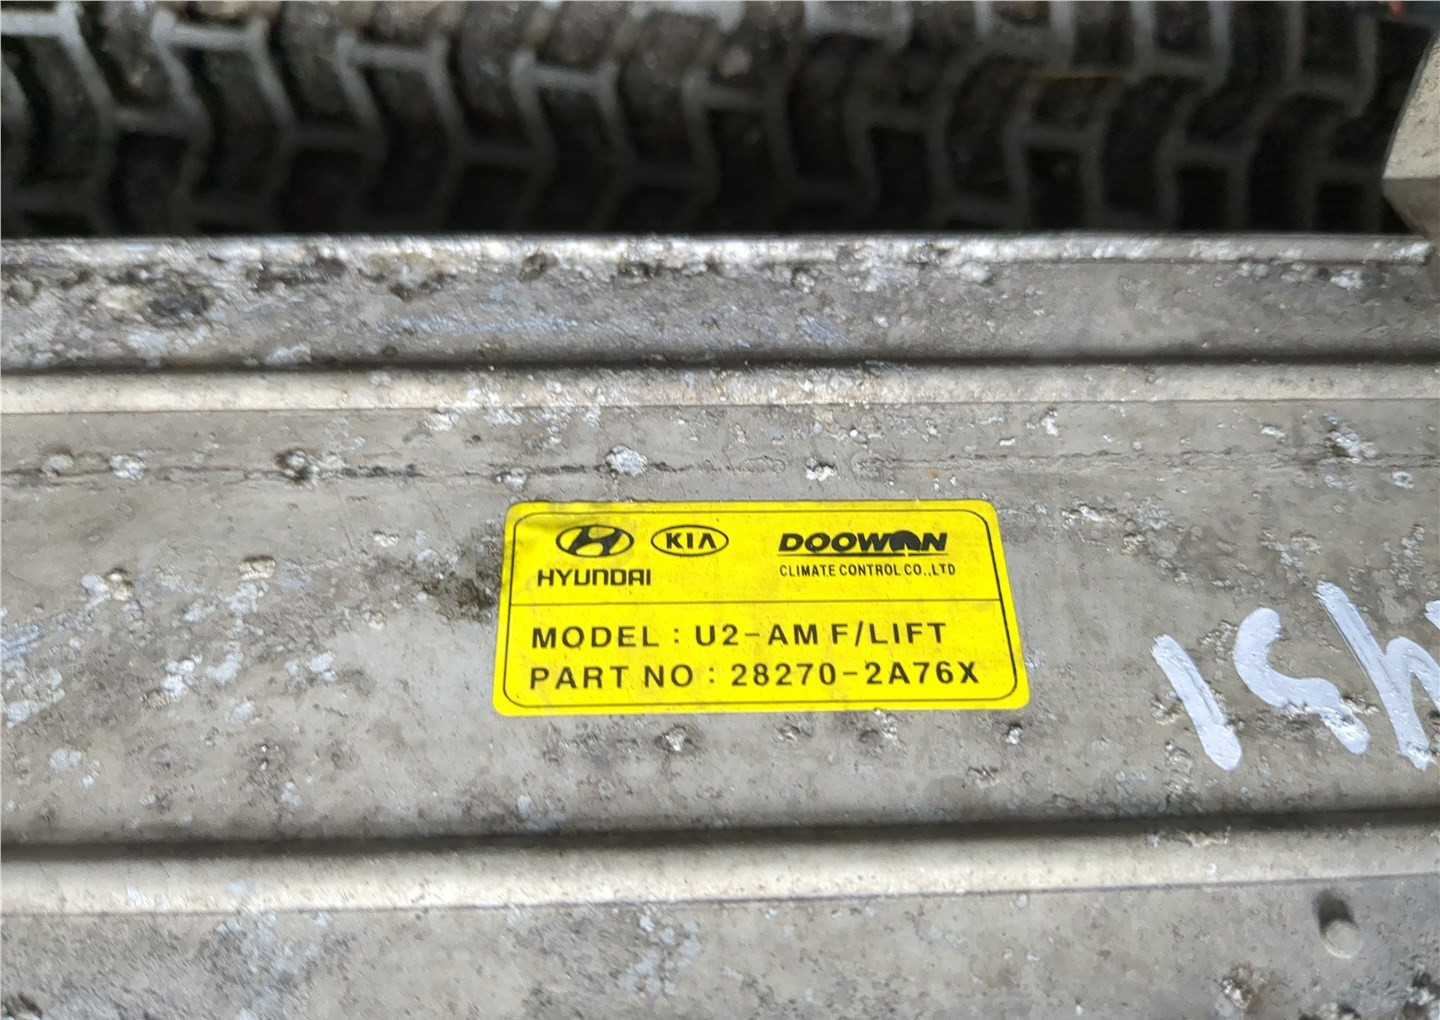 KIA DOOWON
HYUNDAI CLIMATE CONTROL CO.,LTD
MODEL : U2-AM F/LIFT
PART NO : 28270-2A76X